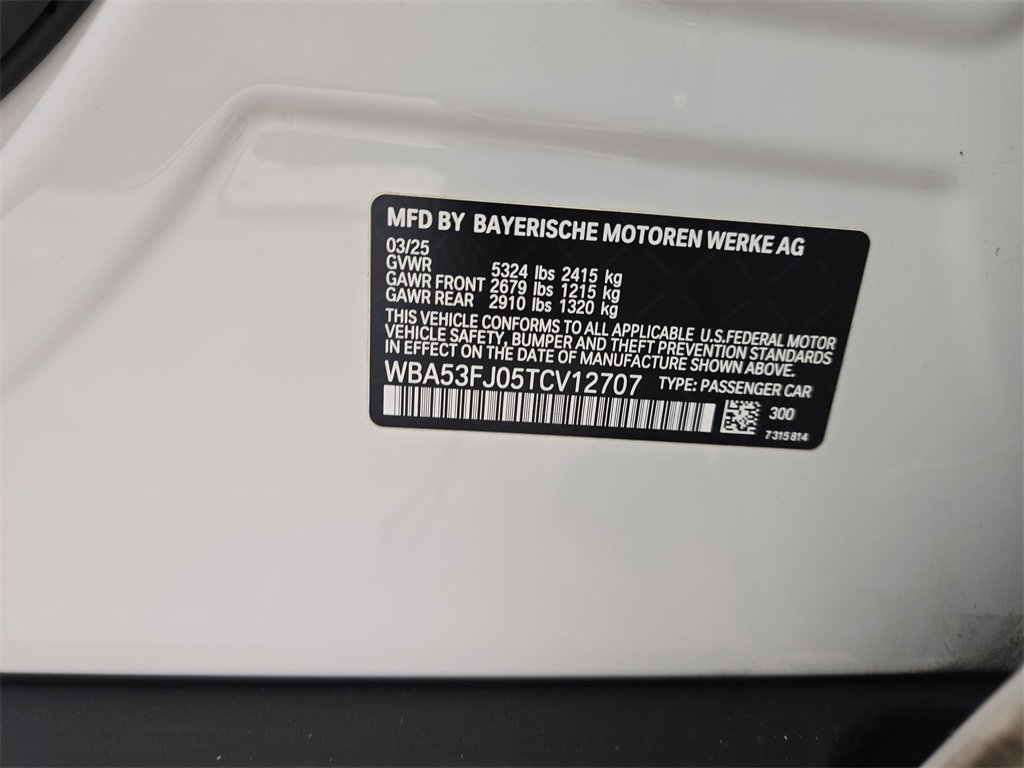 MFD BY BAYERISCHE MOTOREN WERKE AG
03/25
GVWR 5324 lbs 2415 kg
GAWR FRONT 2679 lbs 1215 kg
GAWR REAR 2910 lbs 1320 kg
THIS VEHICLE CONFORMS TO ALL APPLICABLE U.S.FEDERAL MOTOR
VEHICLE SAFETY, BUMPER AND THEFT PREVENTION STANDARDS
IN EFFECT ON THE DATE OF MANUFACTURE SHOWN ABOVE.
WBA53FJ05TCV12707 TYPE: PASSENGER CAR
300
7315814